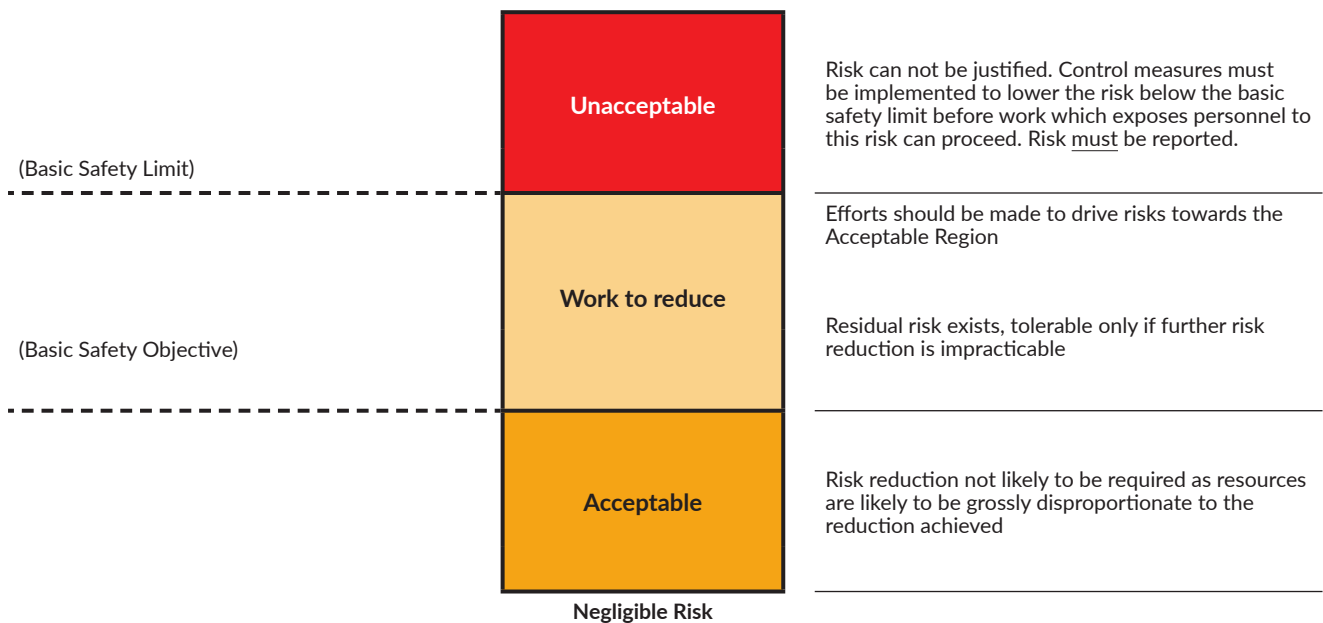 Unacceptable
Risk can not be justified. Control measures must
be implemented to lower the risk below the basic
safety limit before work which exposes personnel to
this risk can proceed. Risk must be reported.
(Basic Safety Limit)
Efforts should be made to drive risks towards the
Acceptable Region
Work to reduce
Residual risk exists, tolerable only if further risk
reduction is impracticable
(Basic Safety Objective)
Acceptable
Risk reduction not likely to be required as resources
are likely to be grossly disproportionate to the
reduction achieved
Negligible Risk